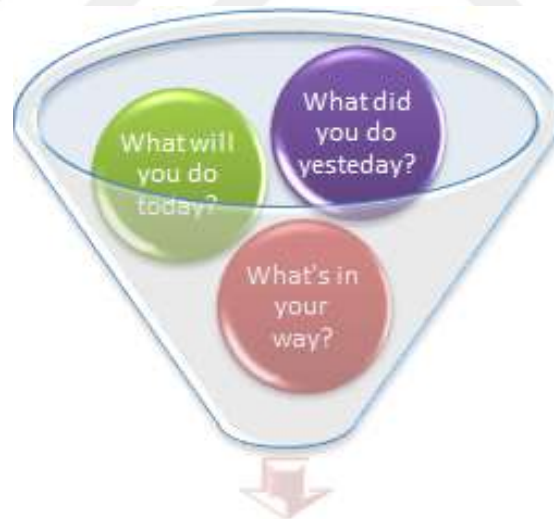 What did
you do
yesteday?
What will
you do
today?
What's in
your
way?